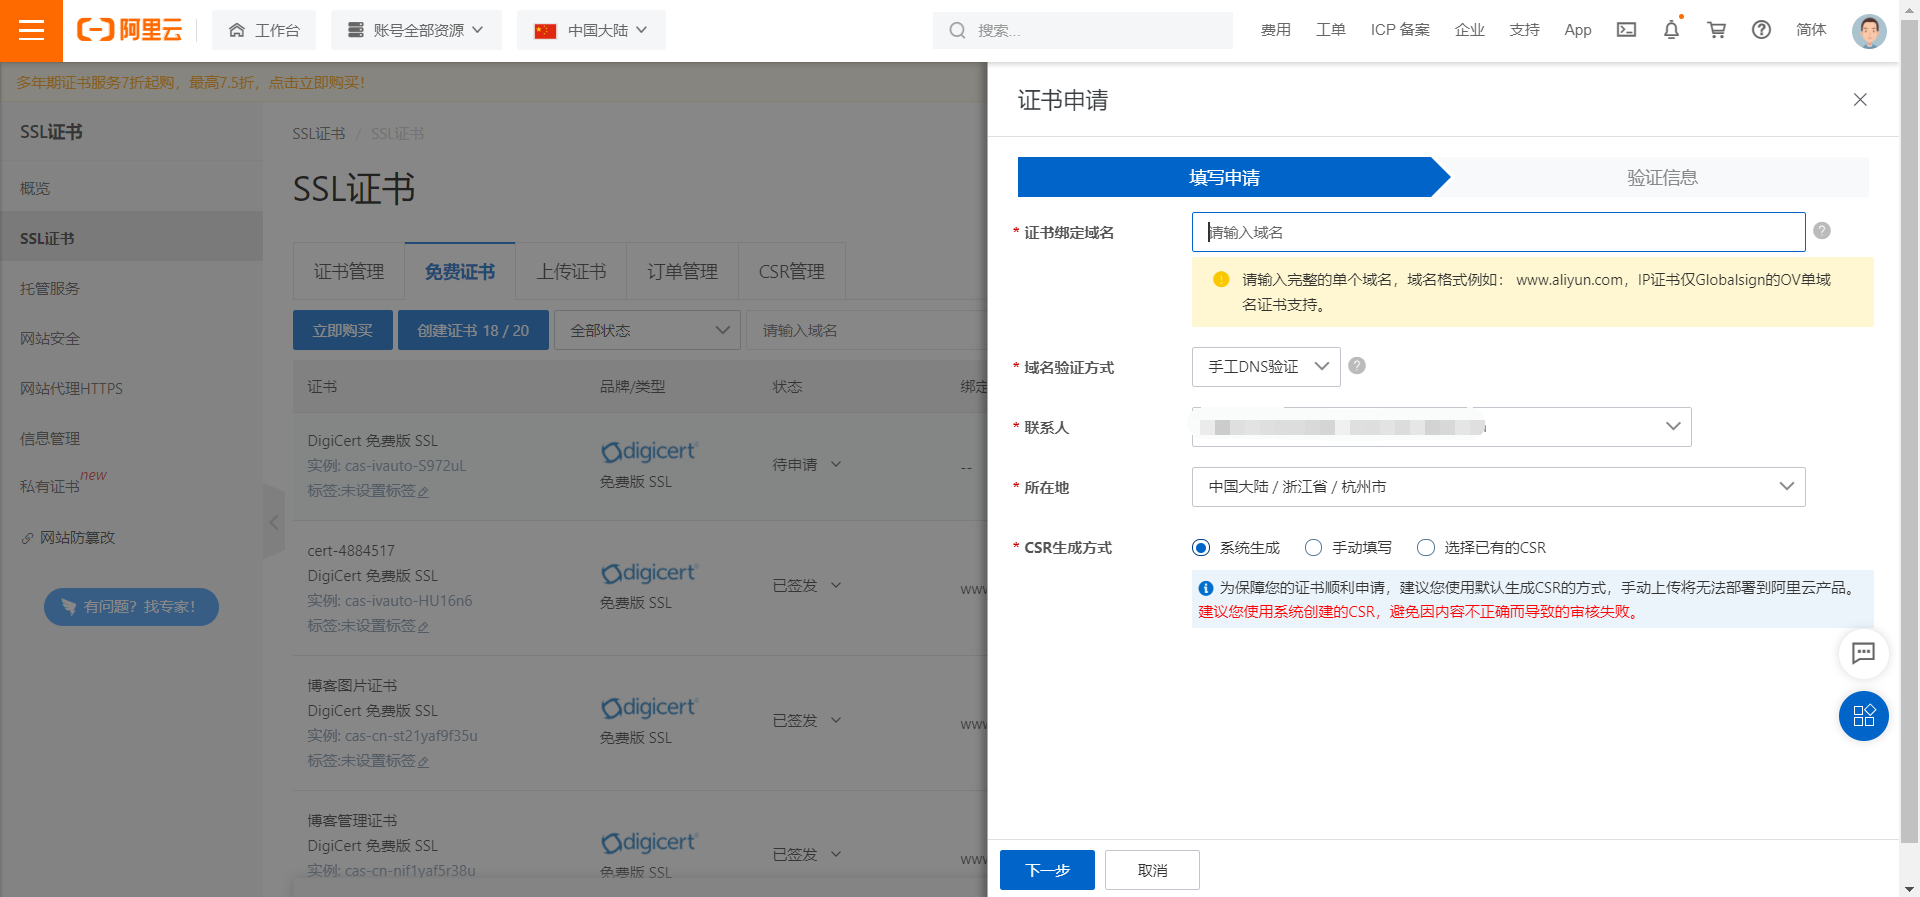 阿里云
工作台
账号全部资源
中国大陆
搜索...
费用
工单
ICP 备案
企业
支持
App
简体
多年期证书服务7折起购，最高7.5折，点击立即购买！
SSL证书
概览
SSL证书
托管服务
网站安全
网站代理HTTPS
信息管理
私有证书 new
网站防篡改
有问题？找专家！
SSL证书 / SSL证书
SSL证书
证书管理
免费证书
上传证书
订单管理
CSR管理
立即购买
创建证书 18 / 20
全部状态
请输入域名
证书
品牌/类型
状态
绑定
DigiCert 免费版 SSL
实例: cas-ivauto-S972uL
标签:未设置标签
digicert
免费版 SSL
待申请
--
cert-4884517
DigiCert 免费版 SSL
实例: cas-ivauto-HU16n6
标签:未设置标签
digicert
免费版 SSL
已签发
www
博客图片证书
DigiCert 免费版 SSL
实例: cas-cn-st21yaf9f35u
标签:未设置标签
digicert
免费版 SSL
已签发
www
博客管理证书
DigiCert 免费版 SSL
实例: cas-cn-nif1yaf5r38u
digicert
免费版 SSL
已签发
www
证书申请
填写申请
验证信息
* 证书绑定域名
请输入域名
请输入完整的单个域名，域名格式例如： www.aliyun.com，IP证书仅Globalsign的OV单域
名证书支持。
* 域名验证方式
手工DNS验证
* 联系人
* 所在地
中国大陆 / 浙江省 / 杭州市
* CSR生成方式
系统生成
手动填写
选择已有的CSR
为保障您的证书顺利申请，建议您使用默认生成CSR的方式，手动上传将无法部署到阿里云产品。
建议您使用系统创建的CSR，避免因内容不正确而导致的审核失败。
下一步
取消